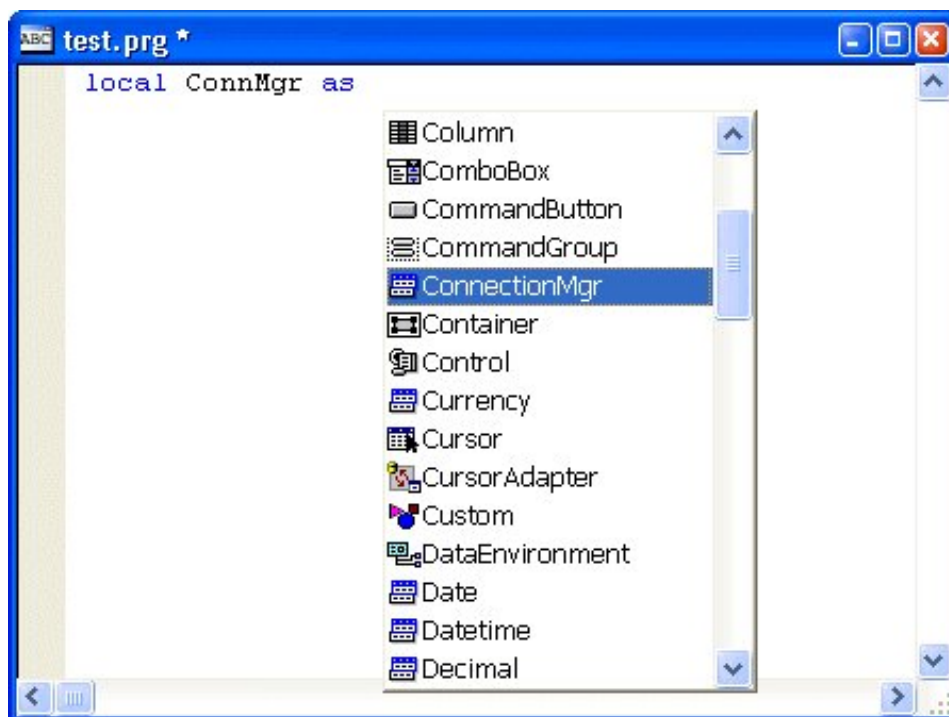 ABC test.prg *
local ConnMgr as
Column
ComboBox
CommandButton
CommandGroup
ConnectionMgr
Container
Control
Currency
Cursor
CursorAdapter
Custom
DataEnvironment
Date
Datetime
Decimal